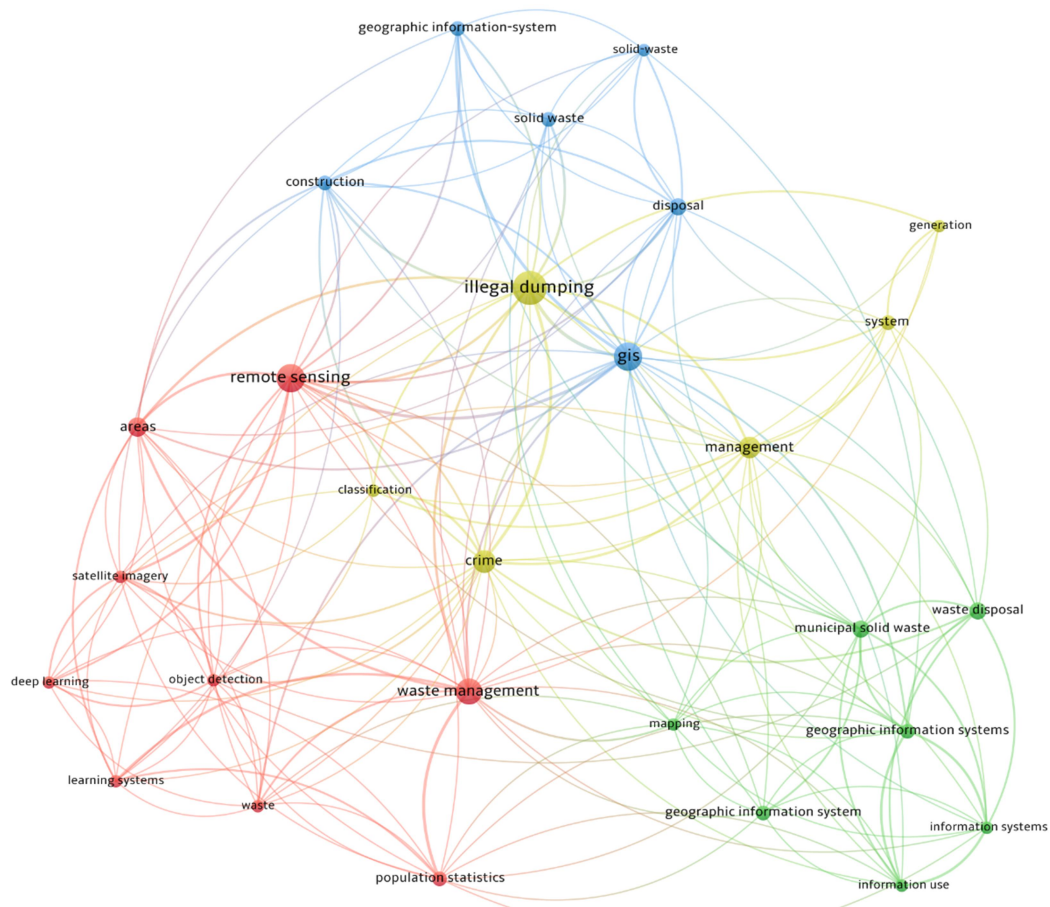 geographic information-system
solid-waste
solid waste
construction
disposal
generation
illegal dumping
system
gis
remote sensing
areas
management
classification
crime
satellite imagery
waste disposal
municipal solid waste
deep learning
object detection
waste management
mapping
geographic information systems
learning systems
waste
geographic information system
information systems
population statistics
information use